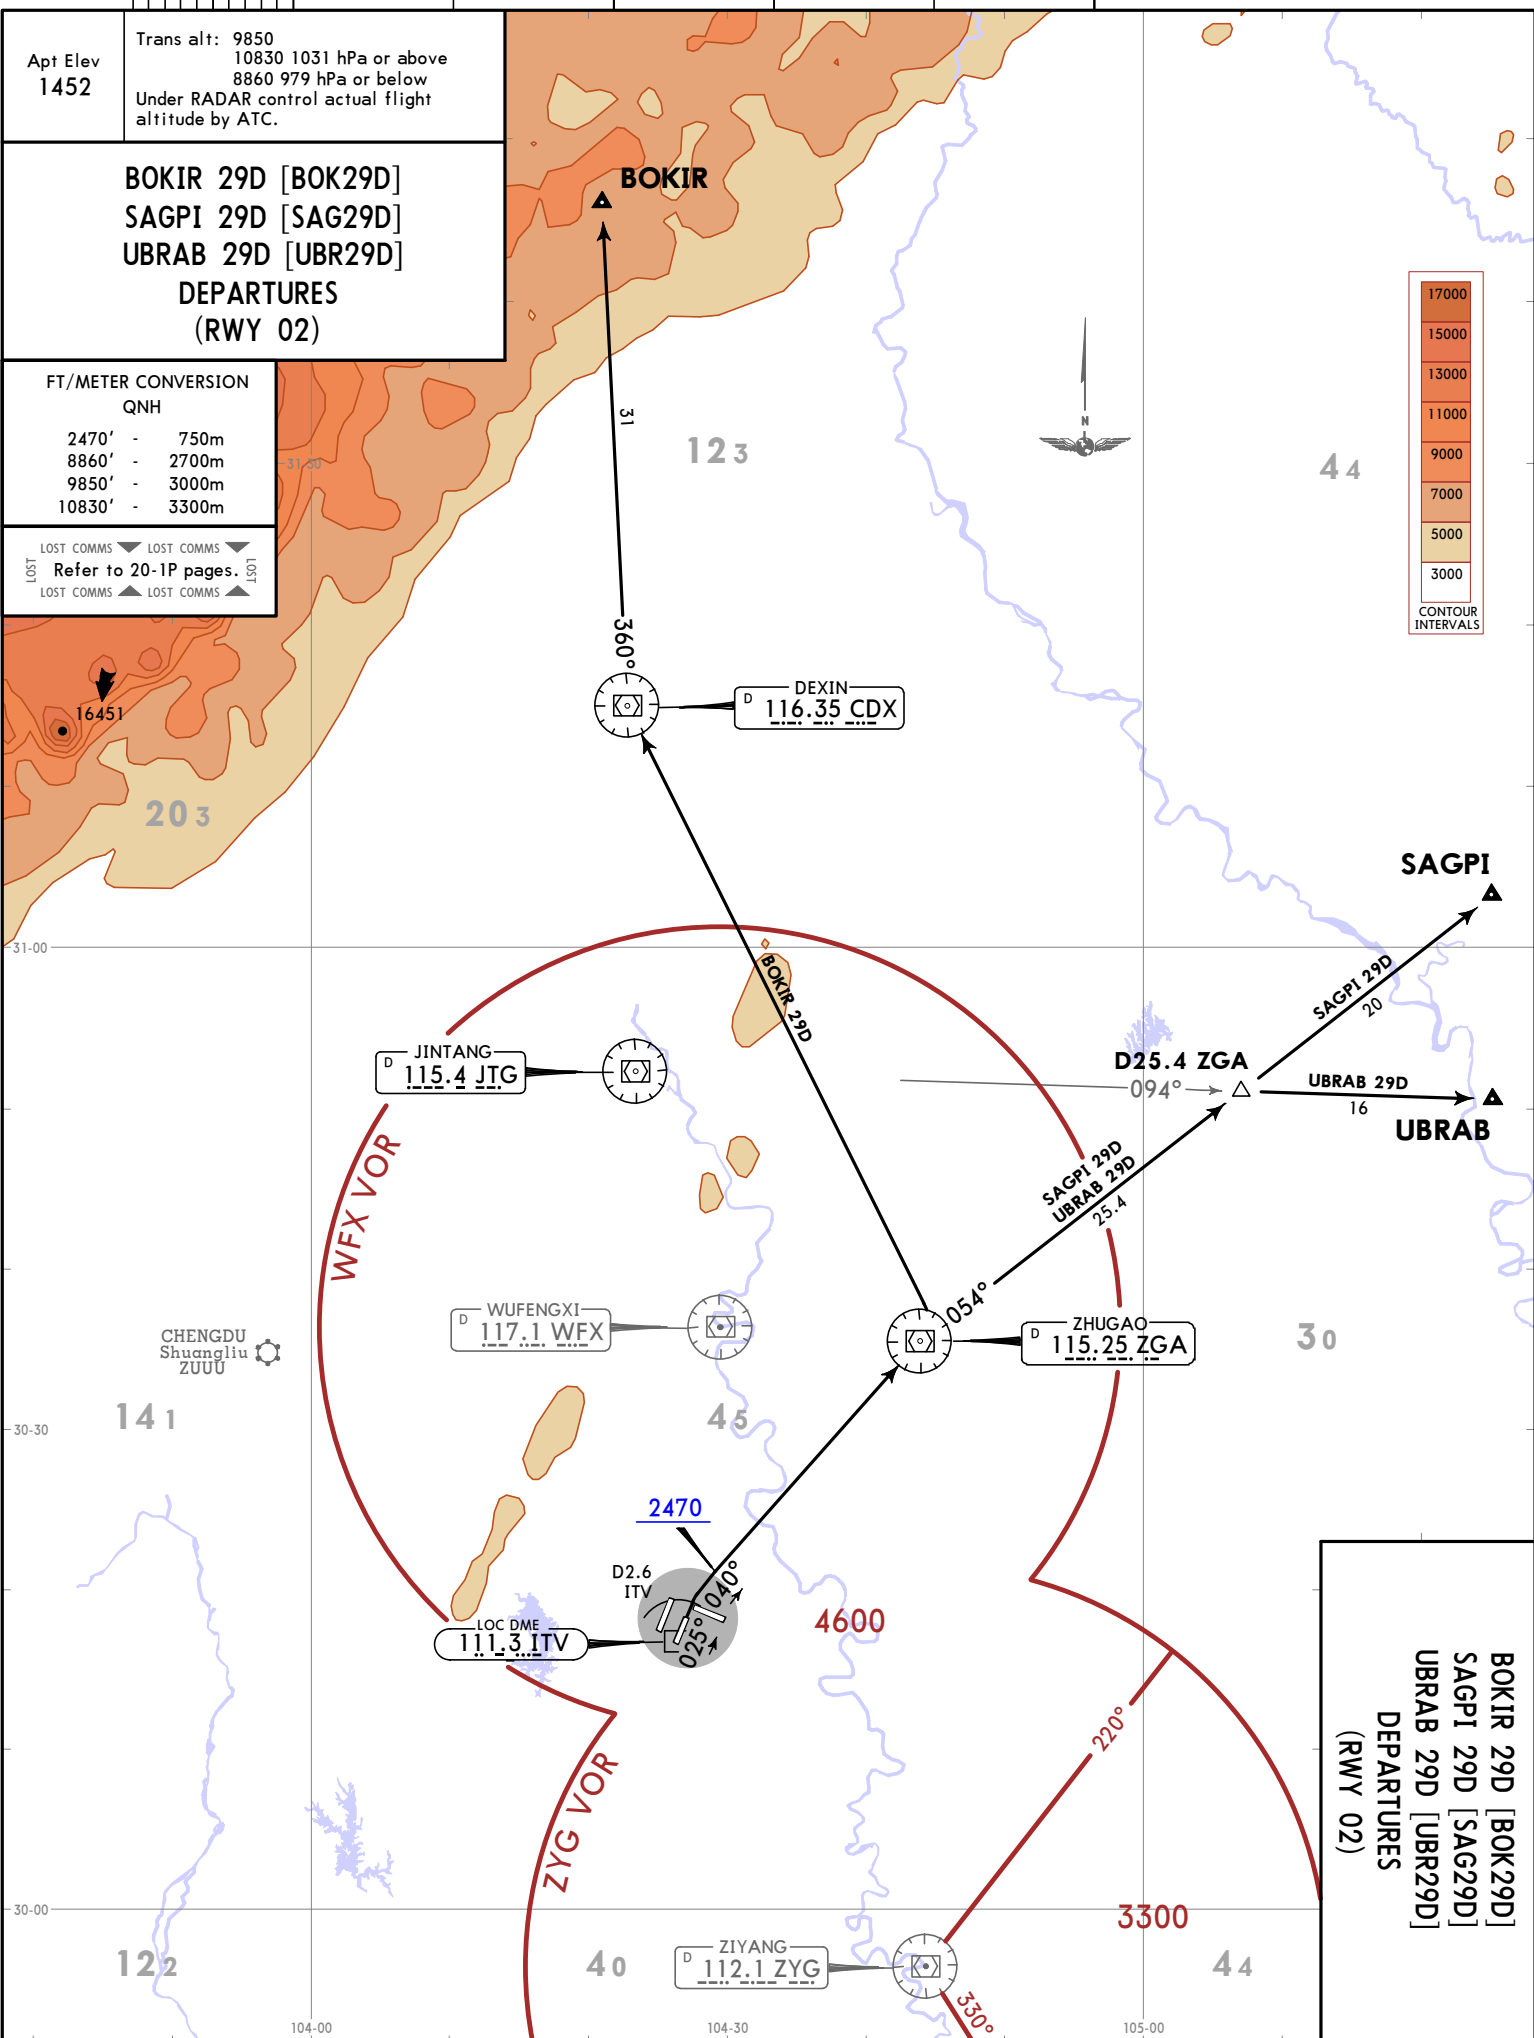 Apt Elev
1452
Trans alt: 9850
10830 1031 hPa or above
8860 979 hPa or below
Under RADAR control actual flight
altitude by ATC.
BOKIR 29D [BOK29D]
SAGPI 29D [SAG29D]
UBRAB 29D [UBR29D]
DEPARTURES
(RWY 02)
FT/METER CONVERSION
QNH
2470' - 750m
8860' - 2700m
9850' - 3000m
10830' - 3300m
LOST COMMS LOST COMMS
LOST Refer to 20-1P pages. LOST
LOST COMMS LOST COMMS
BOKIR
31
31-30
123
N
44
17000
15000
13000
11000
9000
7000
5000
3000
CONTOUR
INTERVALS
360°
DEXIN
D 116.35 CDX
16451
203
SAGPI
31-00
BOKIR 29D
SAGPI 29D
20
JINTANG
D 115.4 JTG
D25.4 ZGA
094°
UBRAB 29D
16
UBRAB
WFX VOR
SAGPI 29D
UBRAB 29D
25.4
054°
WUFENGXI
D 117.1 WFX
ZHUGAO
D 115.25 ZGA
CHENGDU
Shuangliu
ZUUU
30
141
45
30-30
2470
D2.6
ITV
040°
025°
LOC DME
111.3 ITV
4600
220°
ZYG VOR
BOKIR 29D [BOK29D]
SAGPI 29D [SAG29D]
UBRAB 29D [UBR29D]
DEPARTURES
(RWY 02)
30-00
3300
122
40
ZIYANG
D 112.1 ZYG
44
330°
104-00
104-30
105-00